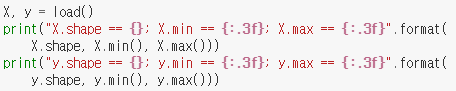 X, y = load()
print("X.shape == {}; X.min == {:.3f}; X.max == {:.3f}".format(
    X.shape, X.min(), X.max()))
print("y.shape == {}; y.min == {:.3f}; y.max == {:.3f}".format(
    y.shape, y.min(), y.max()))